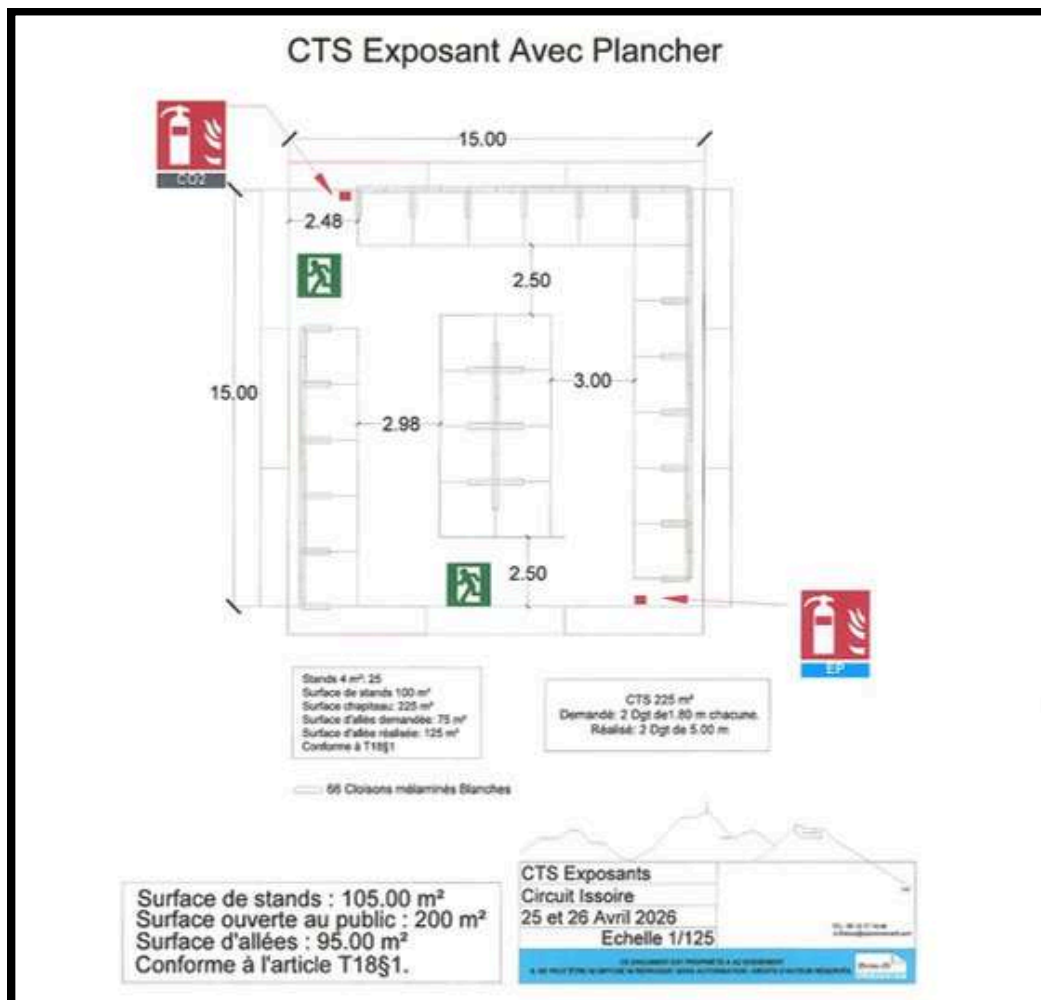 CTS Exposant Avec Plancher
15.00
CO2
2.48
2.50
15.00
3.00
2.98
2.50
EP
Stands 4 m²: 25
Surface de stands 100 m²
Surface chapiteau: 225 m²
Surface d'allée demandée: 75 m²
Surface d'allée réalisée: 125 m²
Conforme à T18§1
CTS 225 m²
Demandé: 2 Dgt de1.80 m chacune.
Réalisé: 2 Dgt de 5.00 m
66 Cloisons mélaminés Blanches
Surface de stands : 105.00 m²
Surface ouverte au public : 200 m²
Surface d'allées : 95.00 m²
Conforme à l'article T18§1.
CTS Exposants
Circuit Issoire
25 et 26 Avril 2026
Echelle 1/125